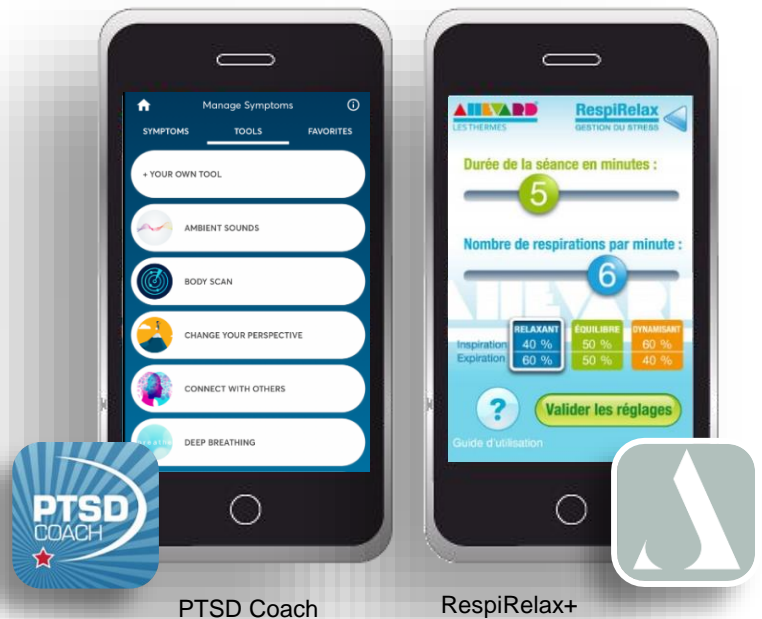 Manage Symptoms
SYMPTOMS TOOLS FAVORITES
+ YOUR OWN TOOL
AMBIENT SOUNDS
BODY SCAN
CHANGE YOUR PERSPECTIVE
CONNECT WITH OTHERS
breathe
DEEP BREATHING
PTSD
COACH
PTSD Coach
ALLEVARD
LES THERMES
RespiRelax
GESTION DU STRESS
Durée de la séance en minutes :
5
Nombre de respirations par minute :
6
ALLEVARD
RELAXANT ÉQUILIBRE DYNAMISANT
Inspiration 40 % 50 % 60 %
Expiration 60 % 50 % 40 %
? Valider les réglages
Guide d'utilisation
RespiRelax+